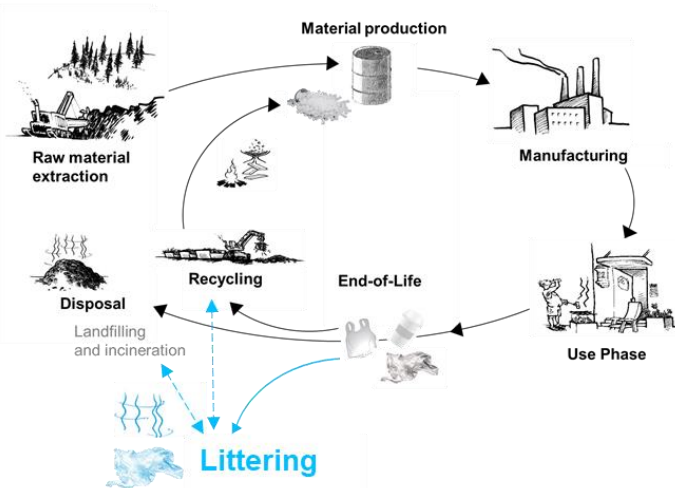 Material production
Raw material
extraction
Manufacturing
Recycling
End-of-Life
Disposal
Landfilling
and incineration
Use Phase
Littering